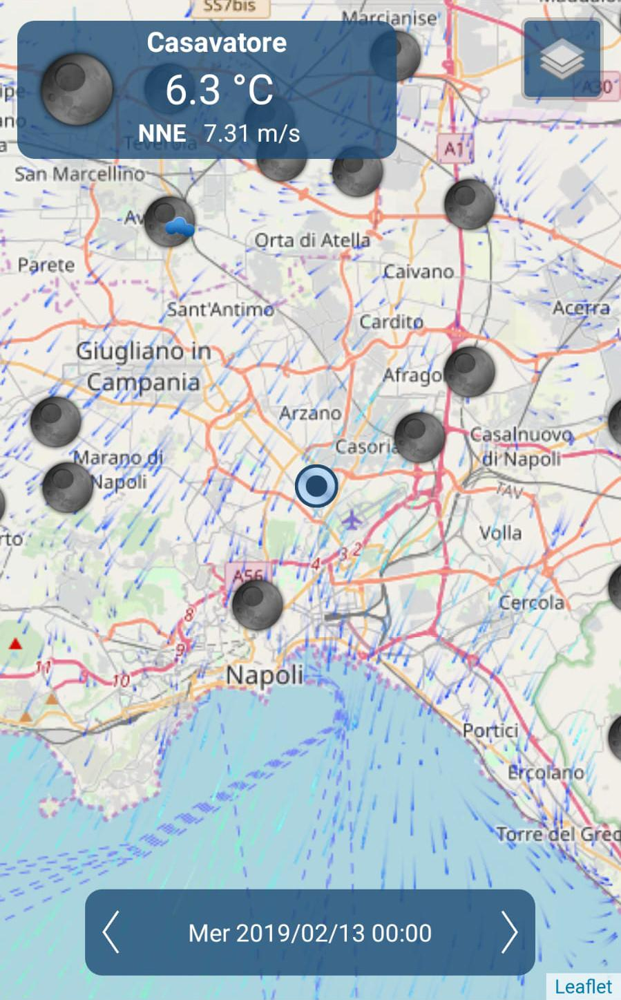 SS7bis
Marcianise
Casavatore
6.3 °C
NNE 7.31 m/s
Teverola
A30
A1
San Marcellino
Orta di Atella
Parete
Caivano
Sant'Antimo
Acerra
Cardito
Giugliano in
Campania
Afragol
Arzano
Casoria
Casalnuovo
di Napoli
Marano di
Napoli
TAV
Volla
rto
4 3 2
A56
8
Cercola
9
11
10
Napoli
Portici
Ercolano
Torre del Grec
Mer 2019/02/13 00:00
Leaflet